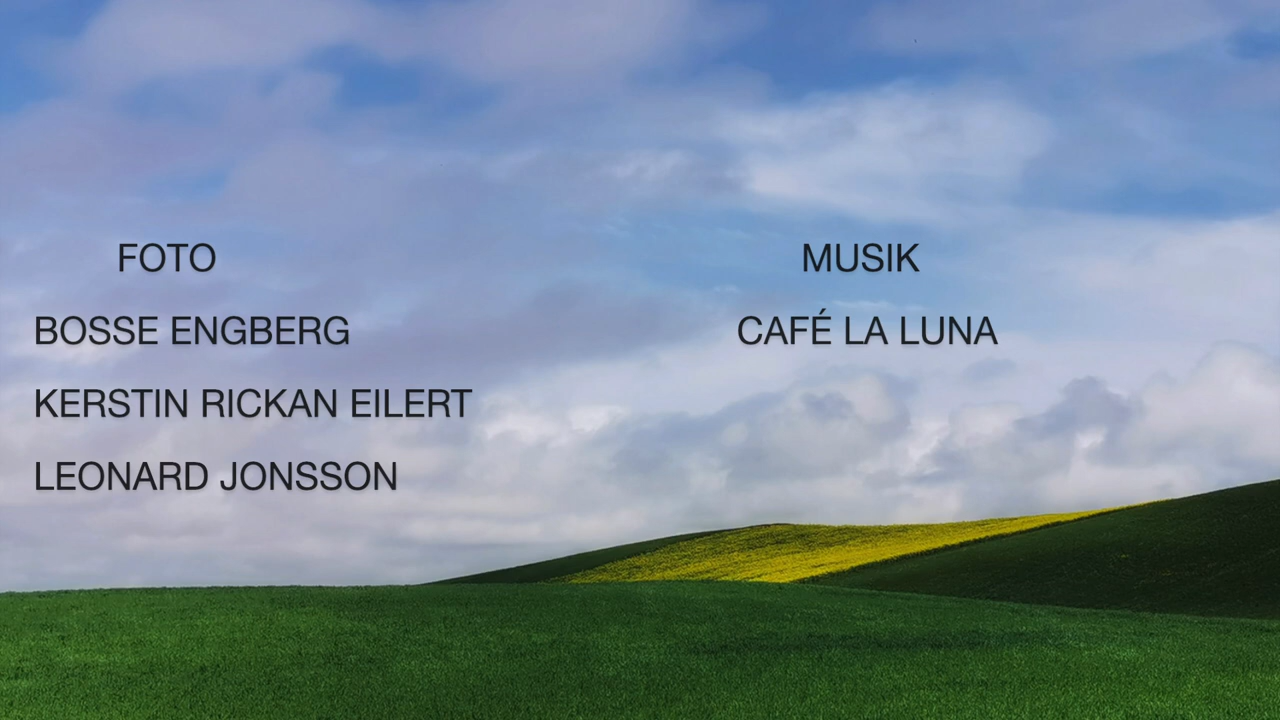 FOTO
BOSSE ENGBERG
KERSTIN RICKAN EILERT
LEONARD JONSSON
MUSIK
CAFÉ LA LUNA